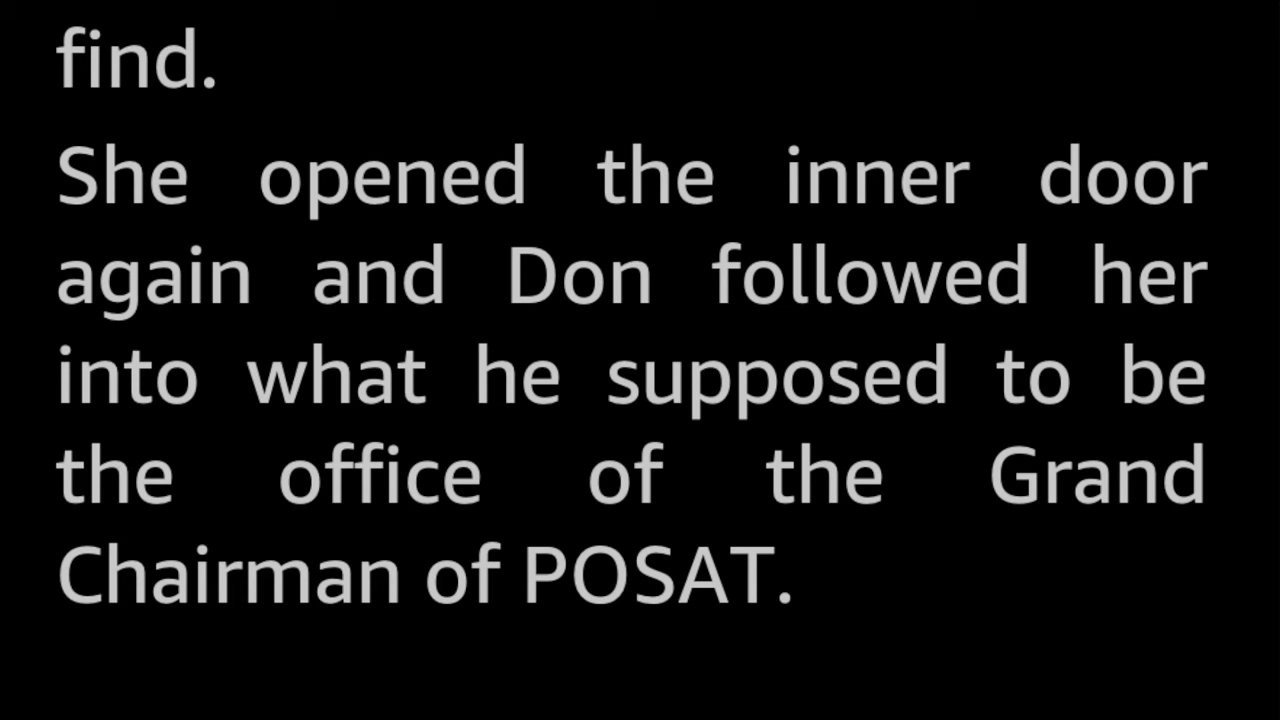 find.
She opened the inner door
again and Don followed her
into what he supposed to be
the office of the Grand
Chairman of POSAT.